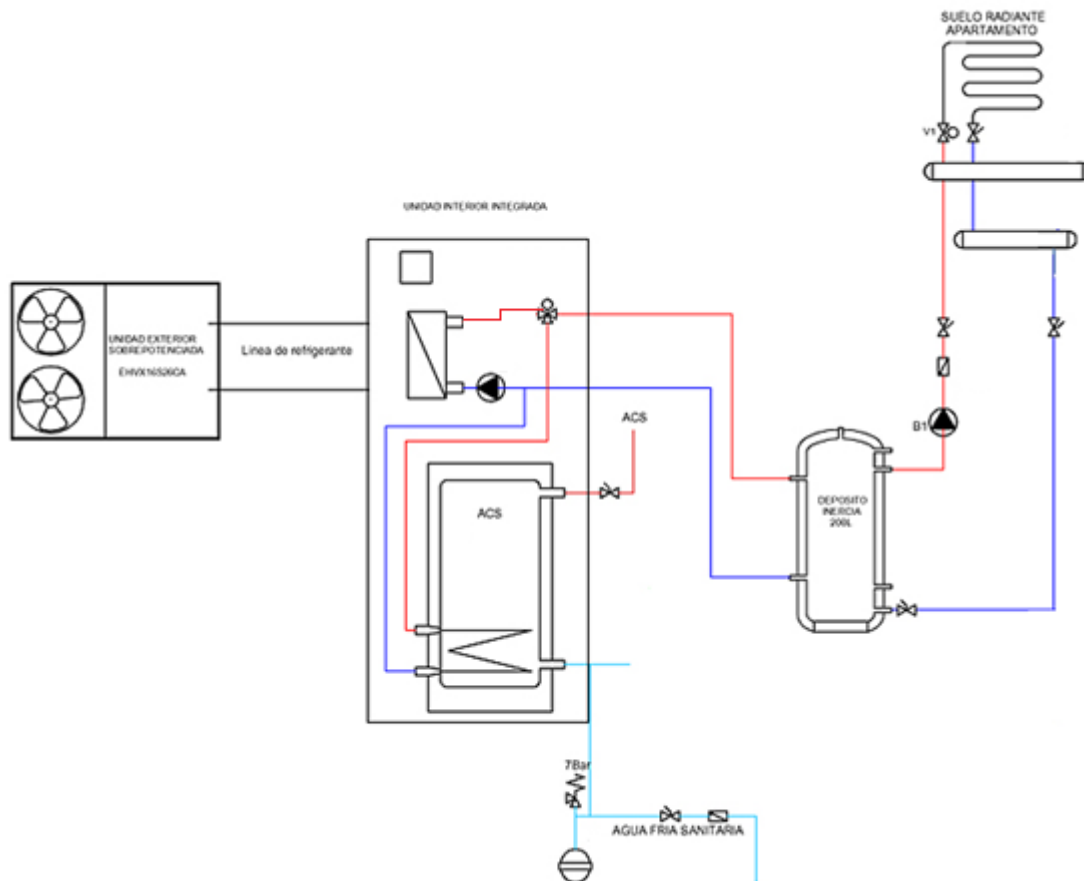 SUELO RADIANTE
APARTAMENTO
V1
UNIDAD INTERIOR INTEGRADA
UNIDAD EXTERIOR
SOBREPOTENCIADA
EHVX16S26CA
Linea de refrigerante
ACS
B1
DEPOSITO
INERCIA
200L
ACS
7Bar
AGUA FRIA SANITARIA